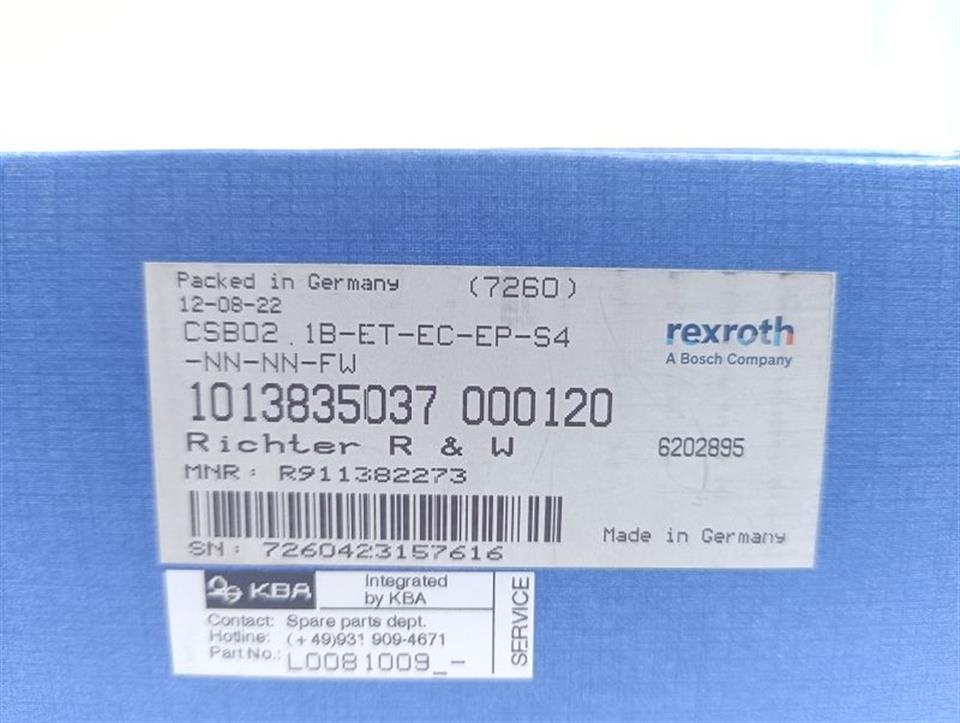 Packed in Germany (7260)
12-08-22
CSB02.1B-ET-EC-EP-S4
-NN-NN-FW
rexroth
A Bosch Company
1013835037 000120
Richter R & W 6202895
MNR: R911382273
Made in Germany
SN: 7260423157616
KBA
Integrated
by KBA
Contact: Spare parts dept.
Hotline: (+49)931 909-4671
Part No.: L0081009_-
SERVICE